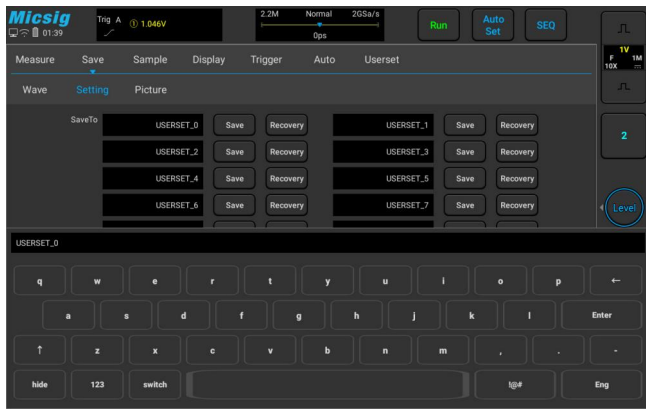 Micsig
01:39
Trig A ① 1.046V
2.2M Normal 2GSa/s
0ps
Run
Auto Set
SEQ
1V
F 1M
10X
2
Level
Measure Save Sample Display Trigger Auto Userset
Wave Setting Picture
SaveTo
USERSET_0 Save Recovery USERSET_1 Save Recovery
USERSET_2 Save Recovery USERSET_3 Save Recovery
USERSET_4 Save Recovery USERSET_5 Save Recovery
USERSET_6 Save Recovery USERSET_7 Save Recovery
USERSET_0
q w e r t y u i o p ←
a s d f g h j k l Enter
↑ z x c v b n m , . -
hide 123 switch !@# Eng